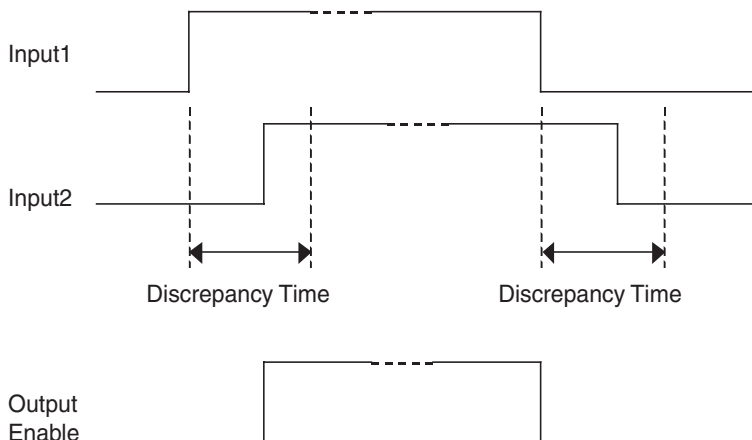 Input1
Input2
Discrepancy Time
Discrepancy Time
Output
Enable